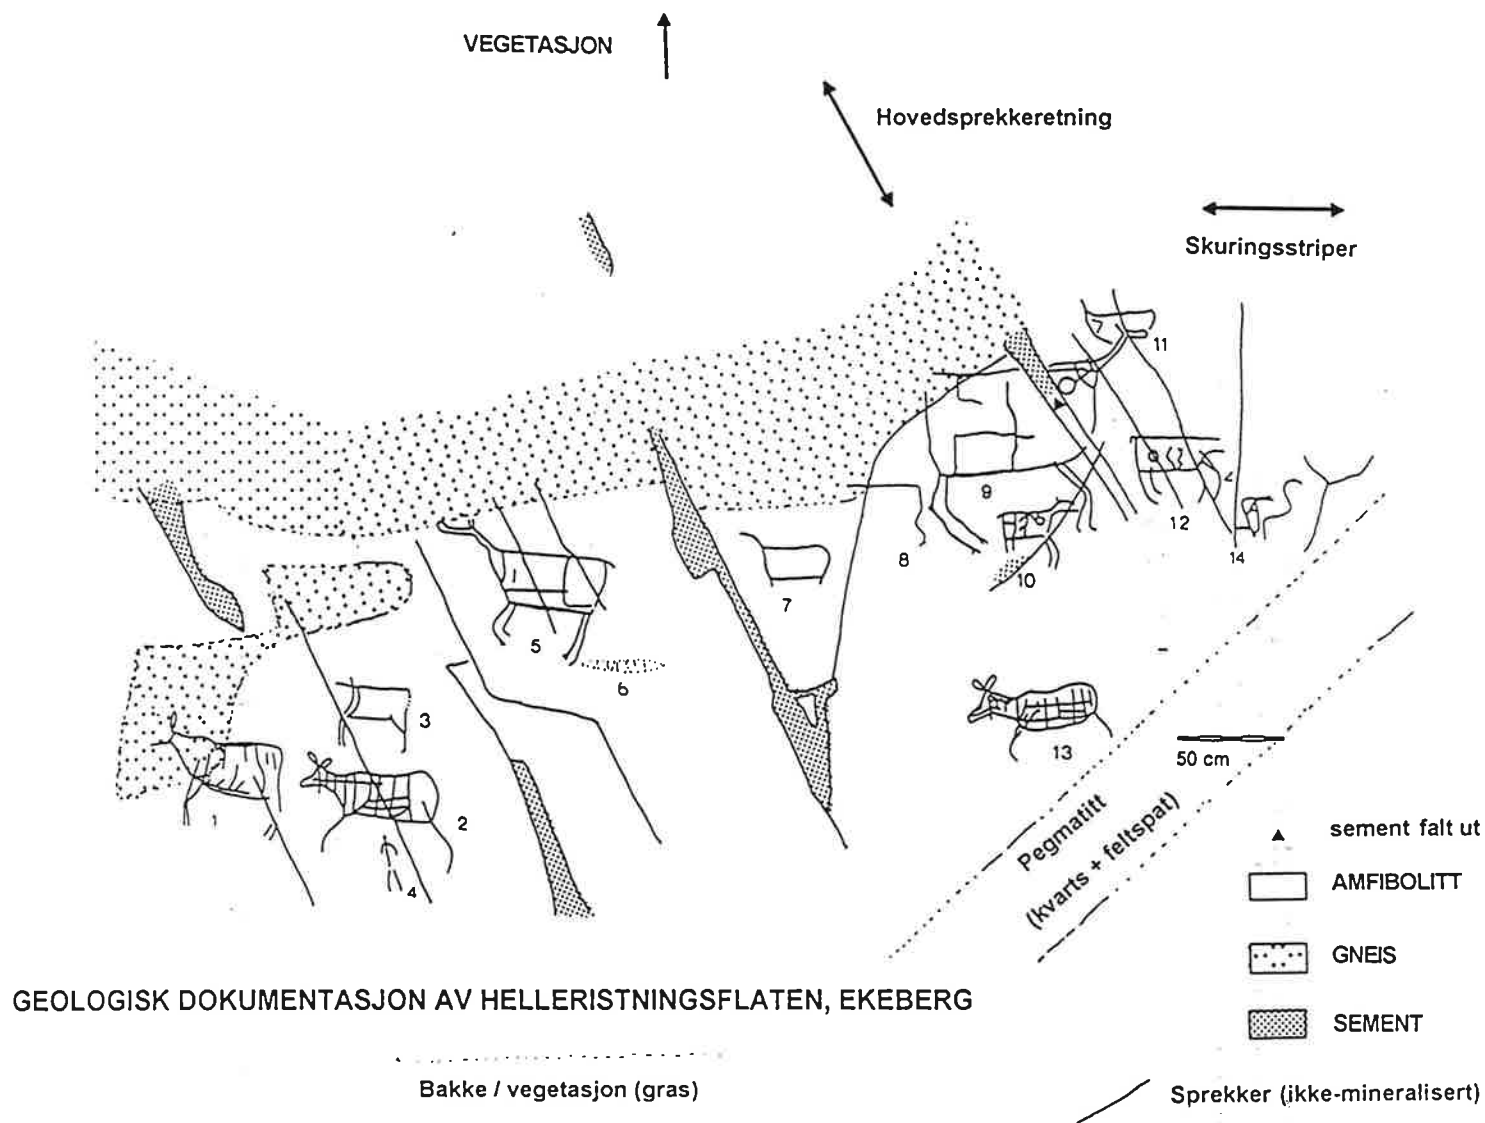 VEGETASJON
Hovedsprekkeretning
Skuringsstriper
11
9
8
10
12
14
7
5
6
3
13
50 cm
1
2
4
Pegmatitt
(kvarts + feltspat)
sement falt ut
AMFIBOLITT
GNEIS
SEMENT
GEOLOGISK DOKUMENTASJON AV HELLERISTNINGSFLATEN, EKEBERG
Bakke / vegetasjon (gras)
Sprekker (ikke-mineralisert)